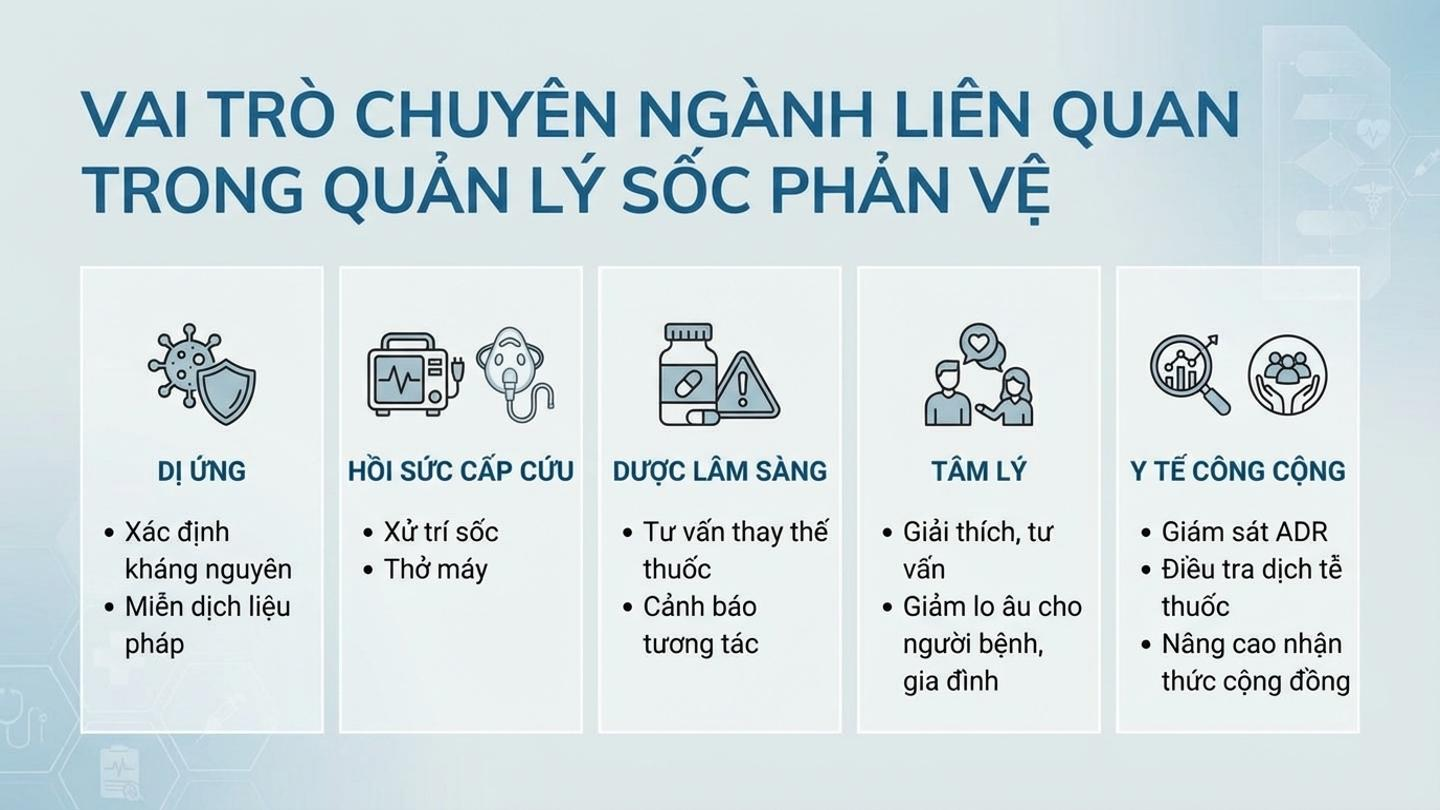 VAI TRÒ CHUYÊN NGÀNH LIÊN QUAN
TRONG QUẢN LÝ SỐC PHẢN VỆ
DỊ ỨNG
• Xác định
kháng nguyên
• Miễn dịch liệu
pháp
HỒI SỨC CẤP CỨU
• Xử trí sốc
• Thở máy
DƯỢC LÂM SÀNG
• Tư vấn thay thế
thuốc
• Cảnh báo
tương tác
TÂM LÝ
• Giải thích, tư
vấn
• Giảm lo âu cho
người bệnh,
gia đình
Y TẾ CÔNG CỘNG
• Giám sát ADR
• Điều tra dịch tễ
thuốc
• Nâng cao nhận
thức cộng đồng